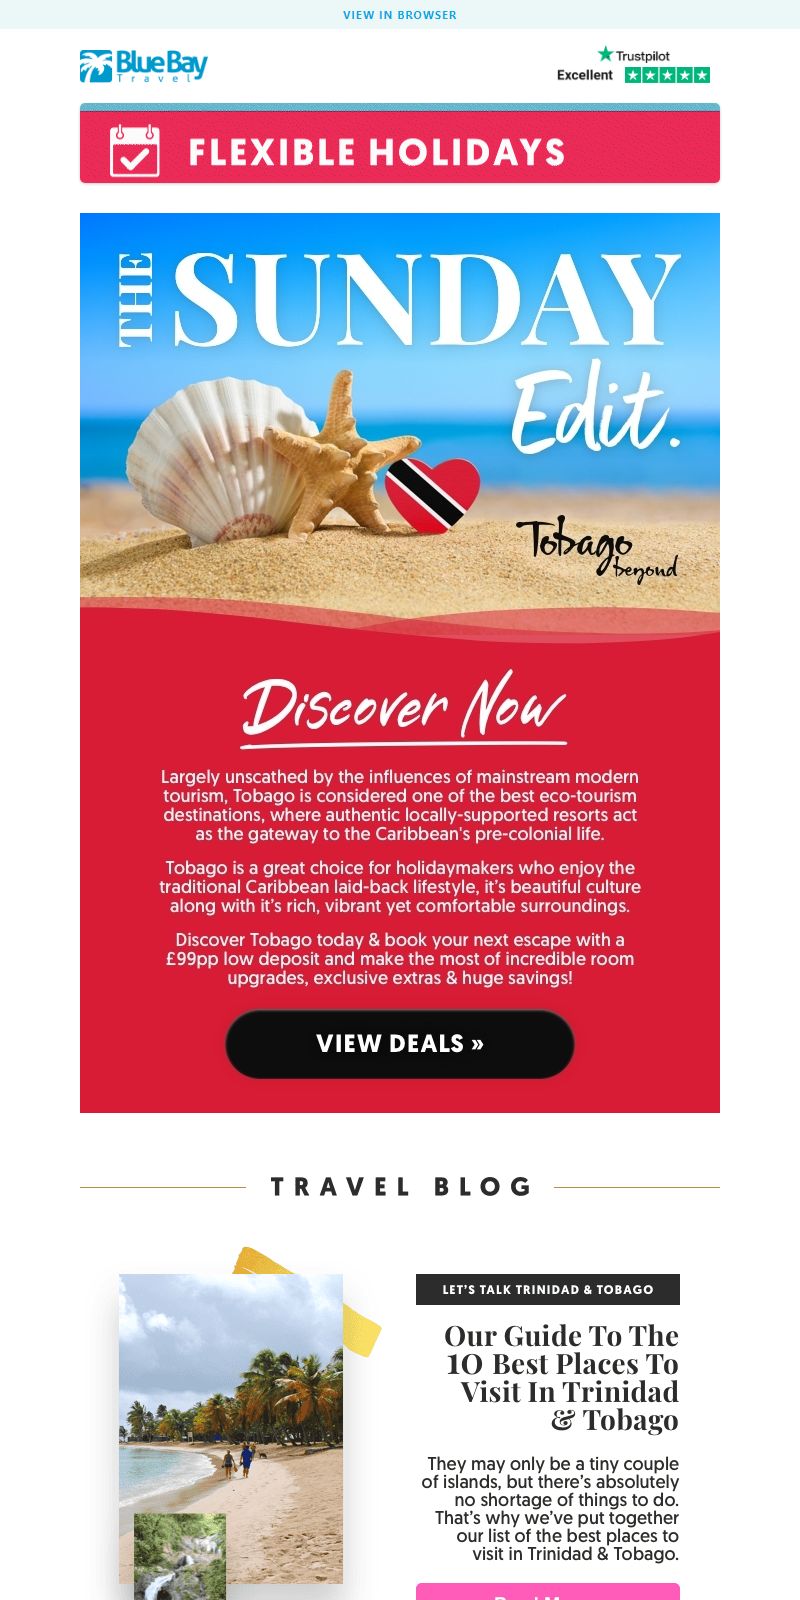 VIEW IN BROWSER
Blue Bay
Travel
Trustpilot
Excellent
FLEXIBLE HOLIDAYS
THE SUNDAY
Edit.
Tobago
beyond
Discover Now
Largely unscathed by the influences of mainstream modern
tourism, Tobago is considered one of the best eco-tourism
destinations, where authentic locally-supported resorts act
as the gateway to the Caribbean's pre-colonial life.
Tobago is a great choice for holidaymakers who enjoy the
traditional Caribbean laid-back lifestyle, it's beautiful culture
along with it's rich, vibrant yet comfortable surroundings.
Discover Tobago today & book your next escape with a
£99pp low deposit and make the most of incredible room
upgrades, exclusive extras & huge savings!
VIEW DEALS »
TRAVEL BLOG
LET'S TALK TRINIDAD & TOBAGO
Our Guide To The
10 Best Places To
Visit In Trinidad
& Tobago
They may only be a tiny couple
of islands, but there's absolutely
no shortage of things to do.
That's why we've put together
our list of the best places to
visit in Trinidad & Tobago.